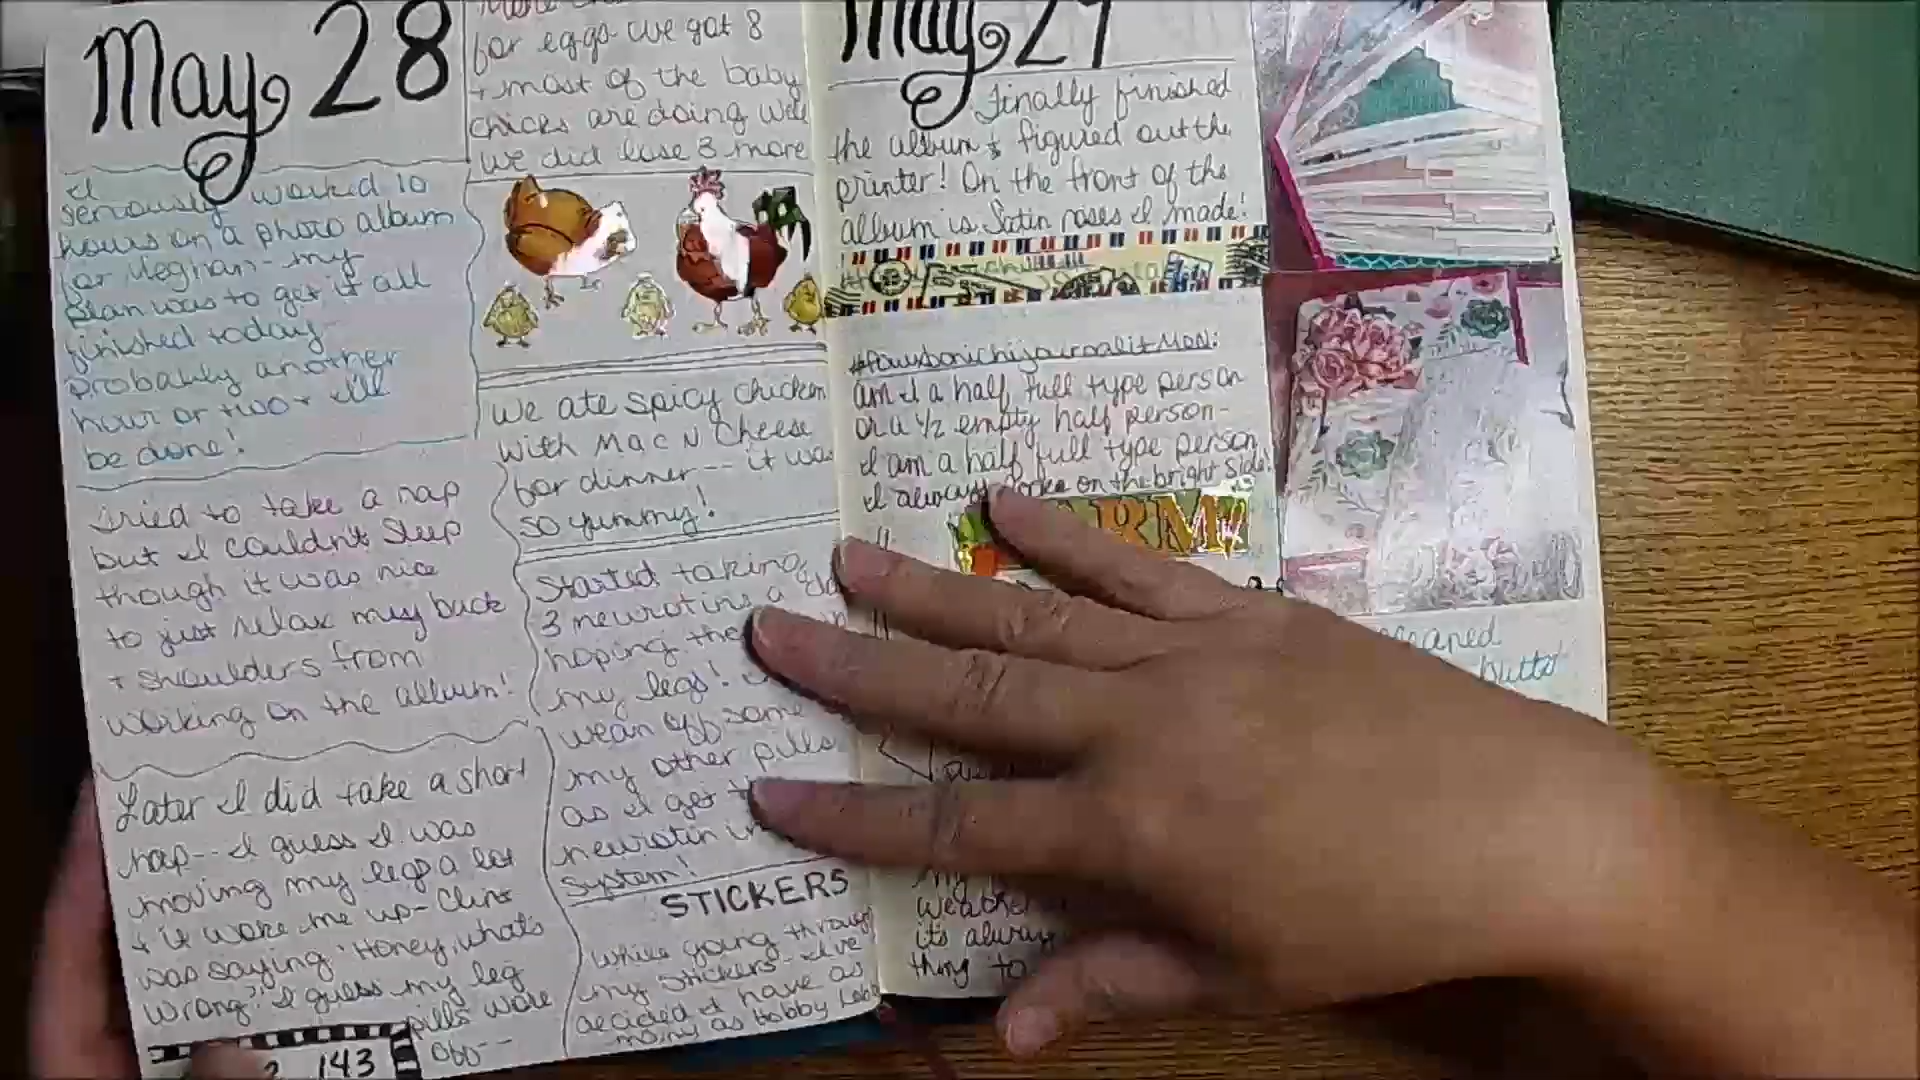 May 28
I
seriously worked 10
hours on a photo album
for Meghan - my
plan was to get it all
finished today -
probably another
hour or two + I'll
be done!
Tried to take a nap
but I couldn't sleep
though it was nice
to just relax my back
+ shoulders from
working on the album!
Later I did take a short
nap -- I guess I was
moving my legs a lot
+ it woke me up - Clint
was saying "Honey, what's
wrong?" I guess my leg
pills wore
off --
143
for eggs - we got 8
+ most of the baby
chicks are doing well
we did lose 3 more
We ate spicy chicken
with Mac N Cheese
for dinner -- it was
so yummy!
Started taking
3 neurotins a
hoping the
my legs!
wean off some
my other pills
as I get
neurotin in
system!
STICKERS
While going through
my stickers - I've
decided I have as
many as Hobby Lobby
May 29
Finally finished
the album & figured out the
printer! On the front of the
album is satin roses I made!
am I a half full type person
or a 1/2 empty half person -
I am a half full type person
I always on the bright side!
weather
its always
thing to
cleaned